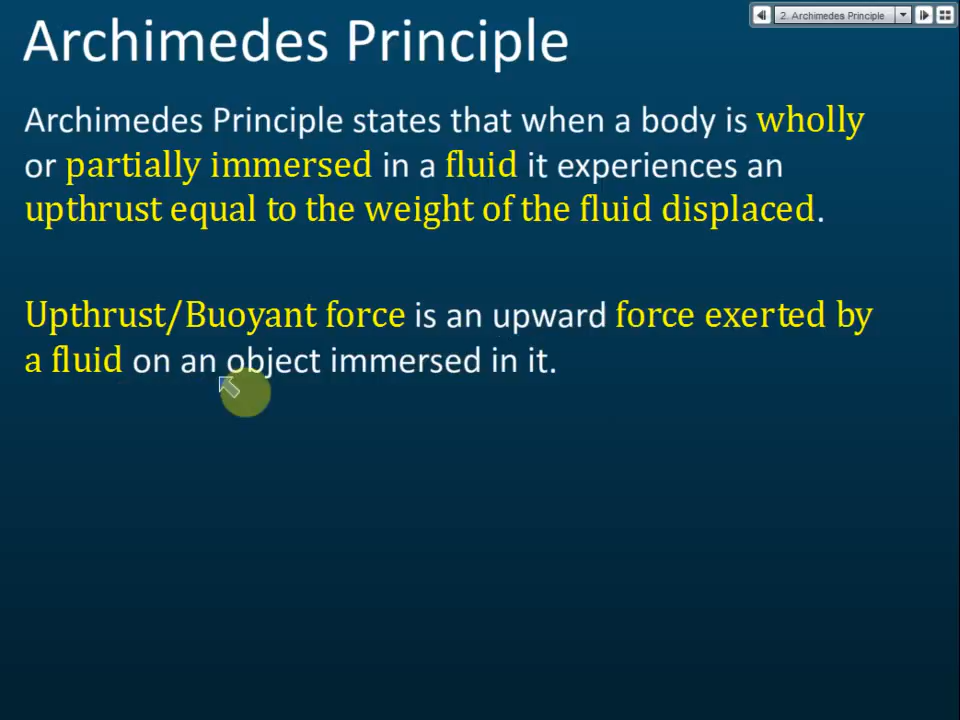 Archimedes Principle
2. Archimedes Principle
Archimedes Principle states that when a body is wholly
or partially immersed in a fluid it experiences an
upthrust equal to the weight of the fluid displaced.
Upthrust/Buoyant force is an upward force exerted by
a fluid on an object immersed in it.